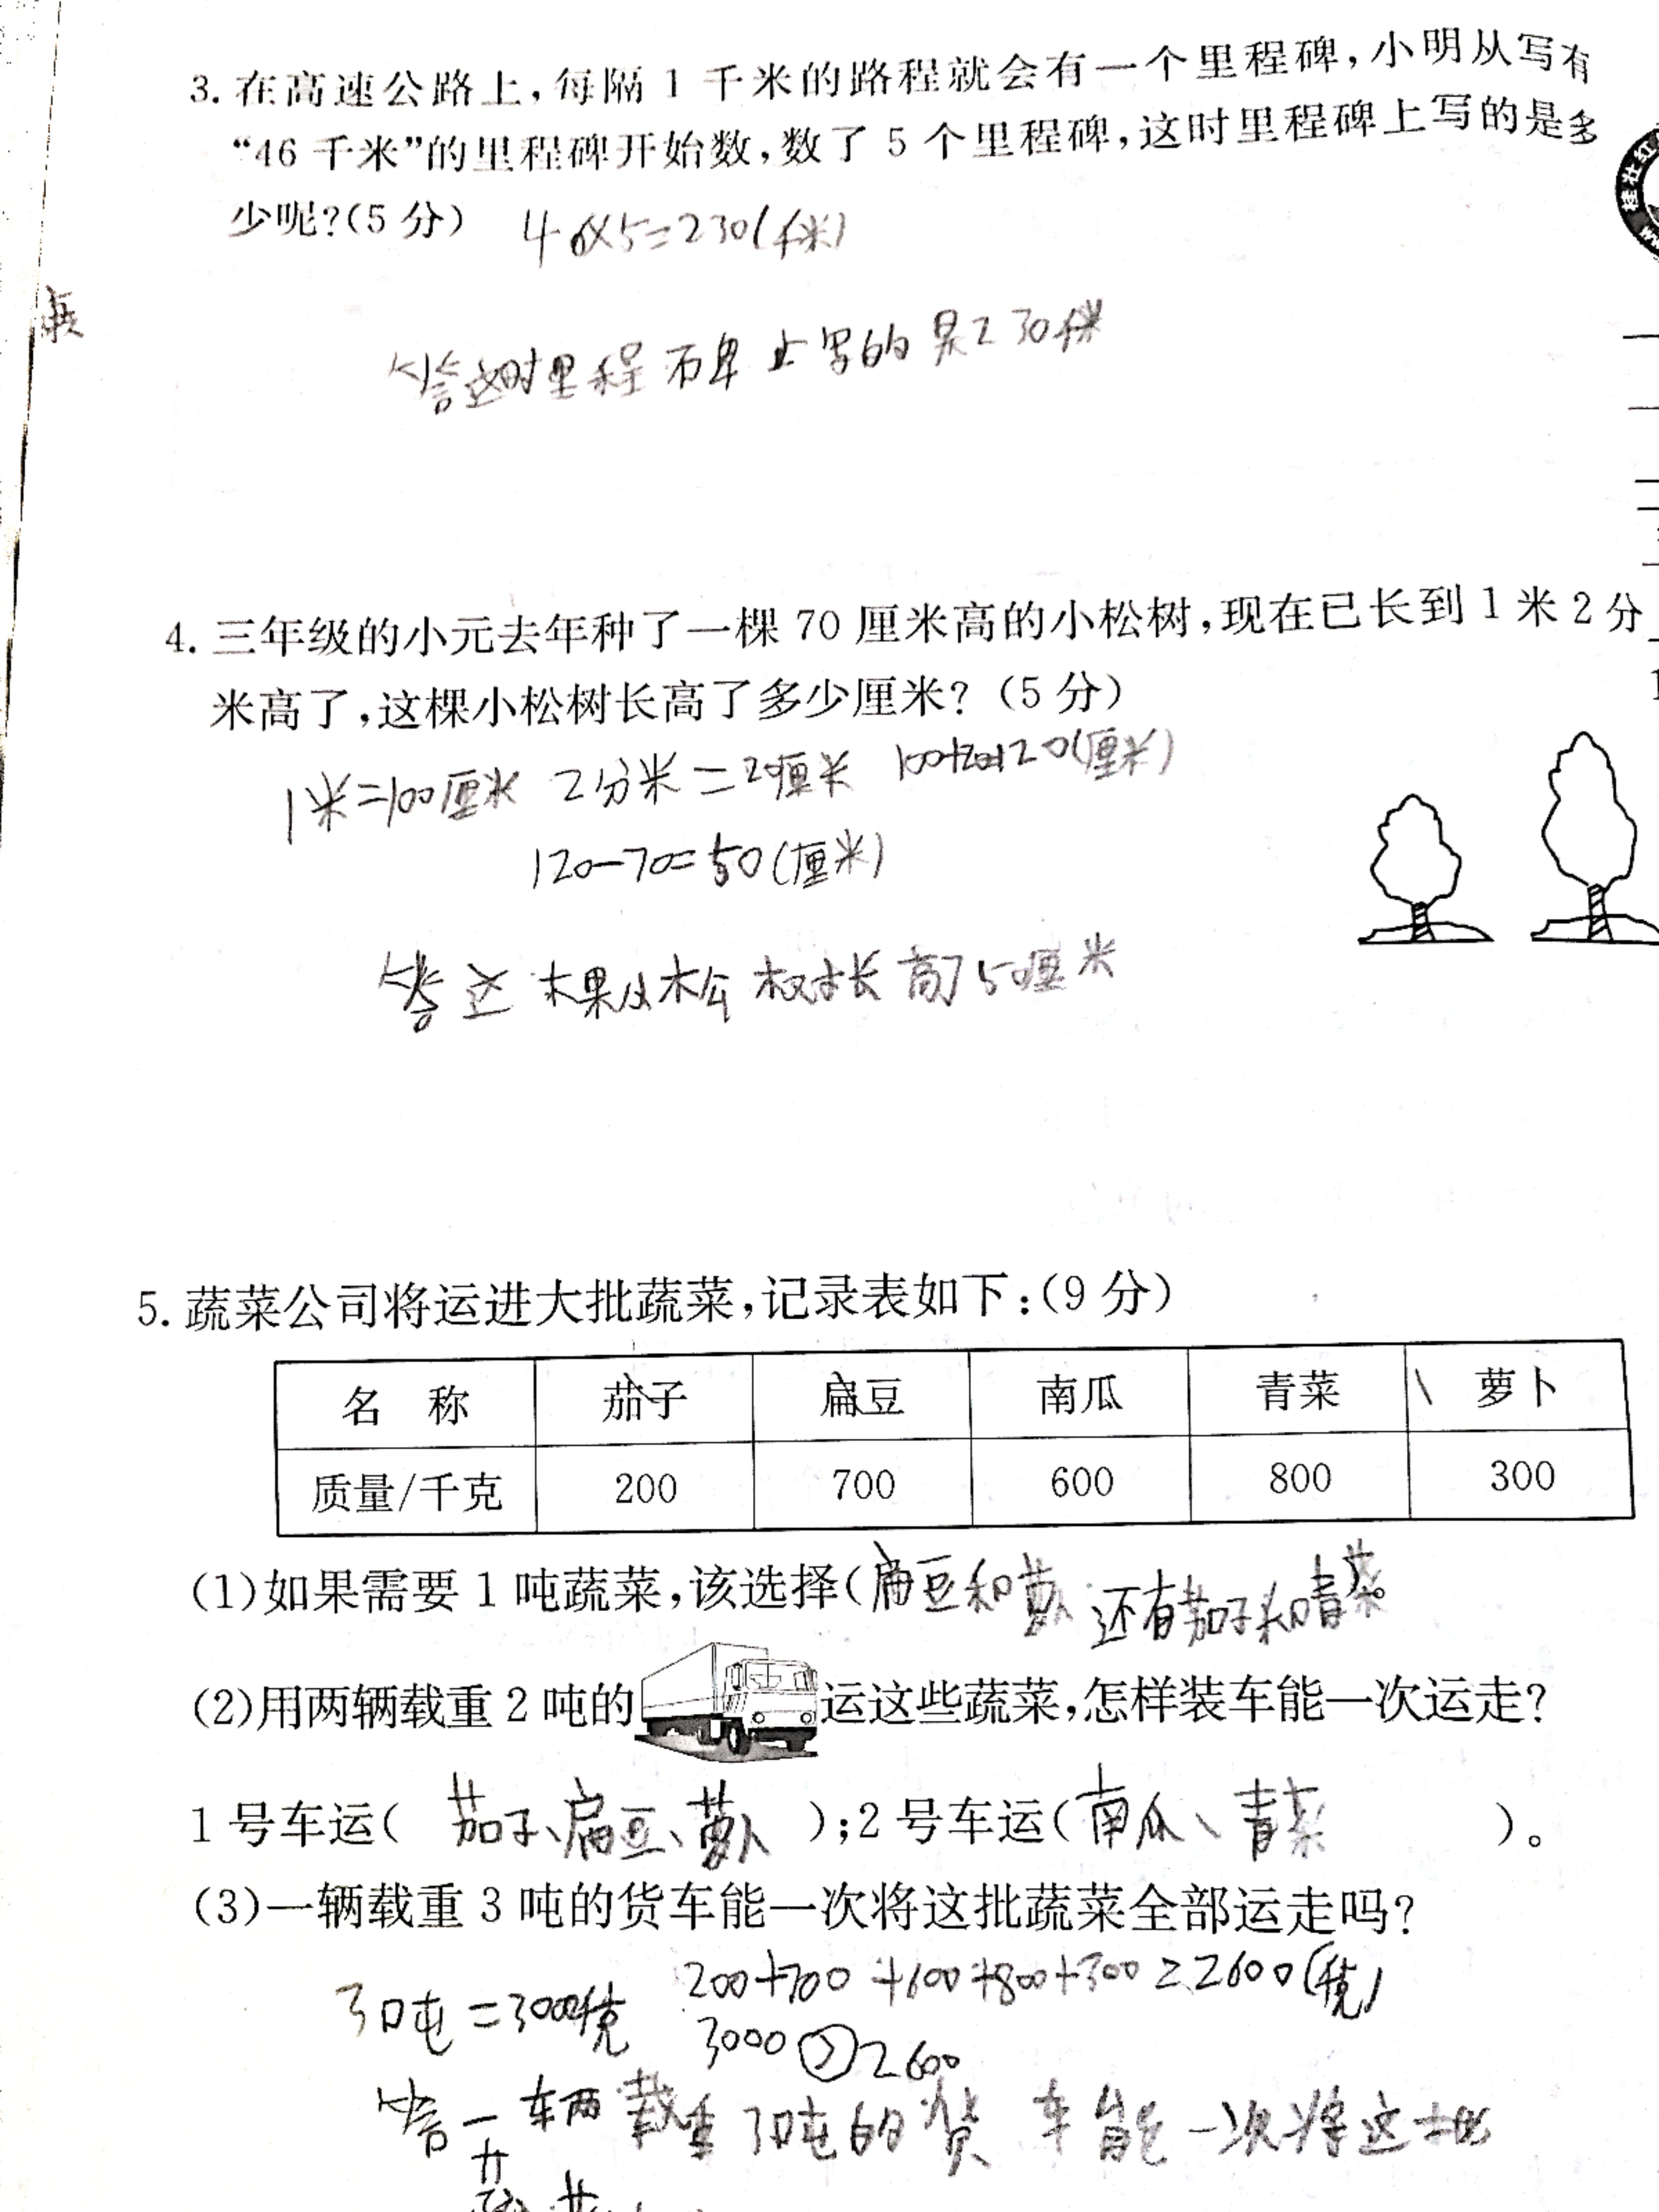 3. 在高速公路上,每隔 1 千米的路程就会有一个里程碑,小明从写有
“46 千米”的里程碑开始数,数了 5 个里程碑,这时里程碑上写的是多
少呢?(5 分) 46×5=230(千米)
答这时里程碑上写的是230千米
4. 三年级的小元去年种了一棵 70 厘米高的小松树,现在已长到 1 米 2 分
米高了,这棵小松树长高了多少厘米?(5 分)
1米=100厘米 2分米=20厘米 100+20=120(厘米)
120-70=50(厘米)
答这棵小松树长高了50厘米
5. 蔬菜公司将运进大批蔬菜,记录表如下:(9 分)
名 称 茄子 扁豆 南瓜 青菜 萝卜
质量/千克 200 700 600 800 300
(1)如果需要 1 吨蔬菜,该选择(扁豆和萝卜 还有茄子和青菜
(2)用两辆载重 2 吨的 运这些蔬菜,怎样装车能一次运走?
1 号车运( 茄子、扁豆、萝卜 );2 号车运(南瓜、青菜 )。
(3)一辆载重 3 吨的货车能一次将这批蔬菜全部运走吗?
3吨=3000千克 200+700+600+800+300=2600(千克)
3000>2600
答一车两载重3吨的货车能一次将这批
蔬菜